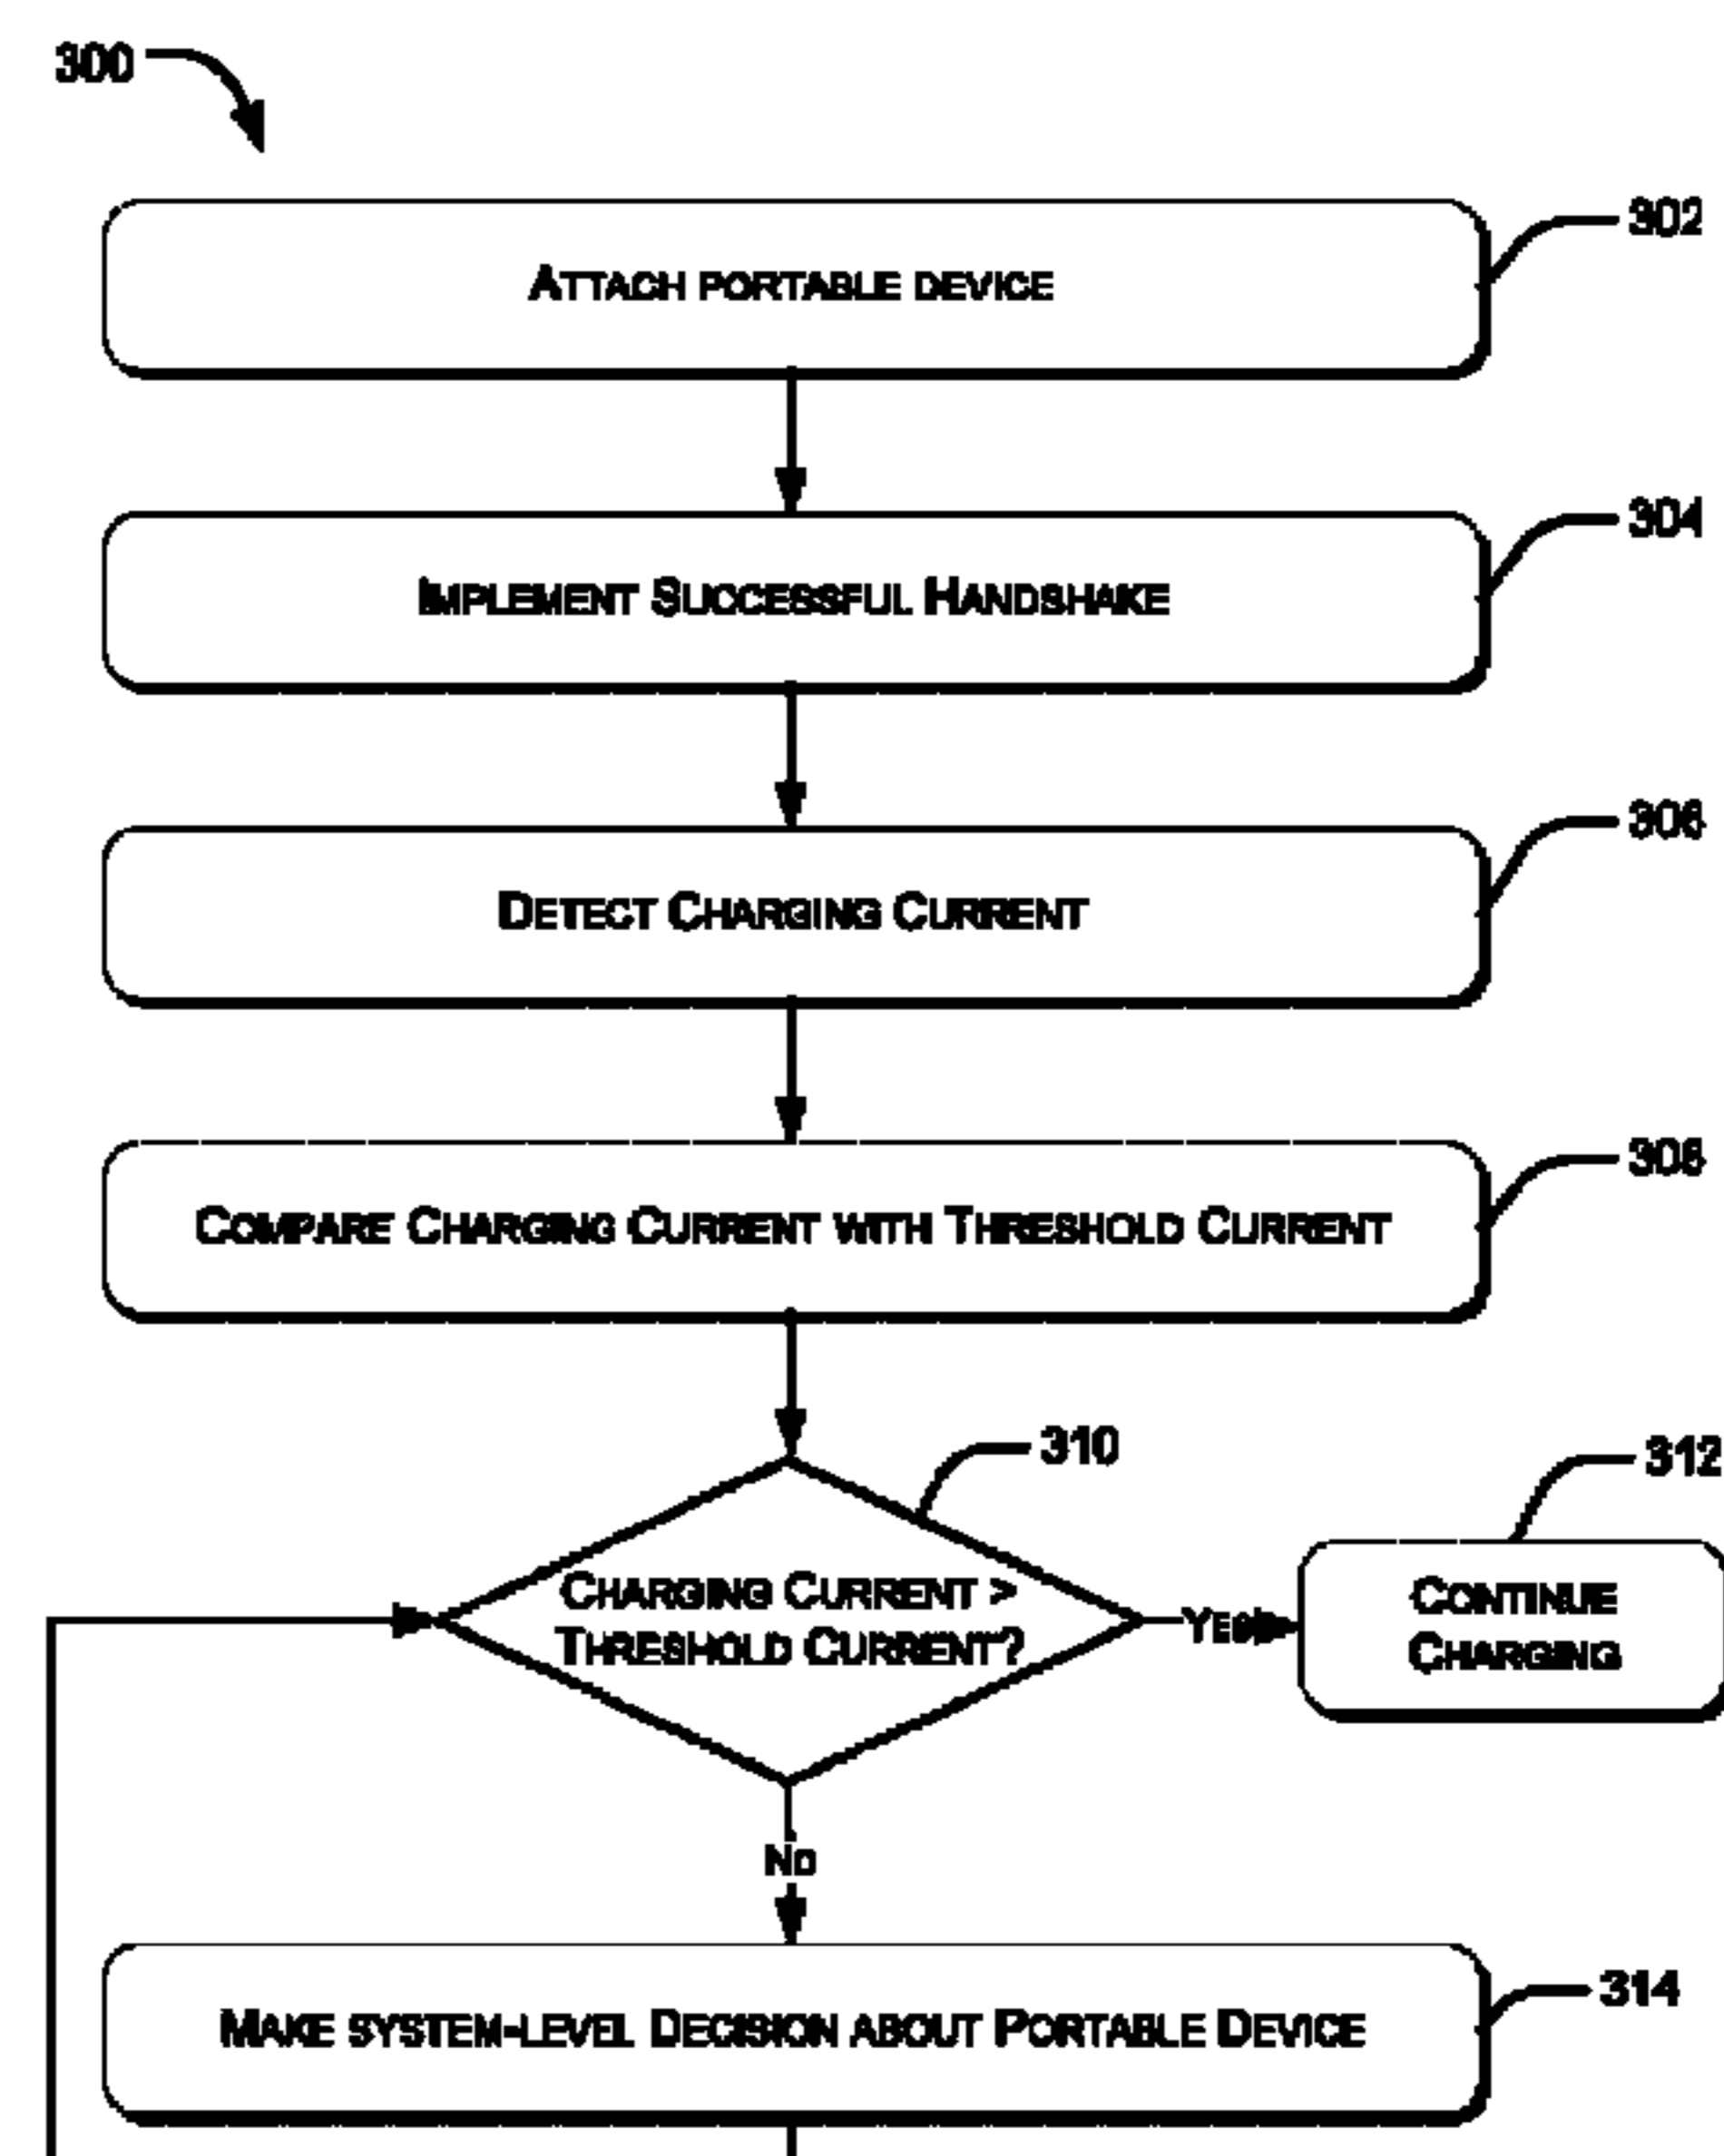 300
302
ATTACH PORTABLE DEVICE
304
IMPLEMENT SUCCESSFUL HANDSHAKE
306
DETECT CHARGING CURRENT
308
COMPARE CHARGING CURRENT WITH THRESHOLD CURRENT
310
312
CHARGING CURRENT >
THRESHOLD CURRENT?
YES
CONTINUE
CHARGING
NO
314
MAKE SYSTEM-LEVEL DECISION ABOUT PORTABLE DEVICE